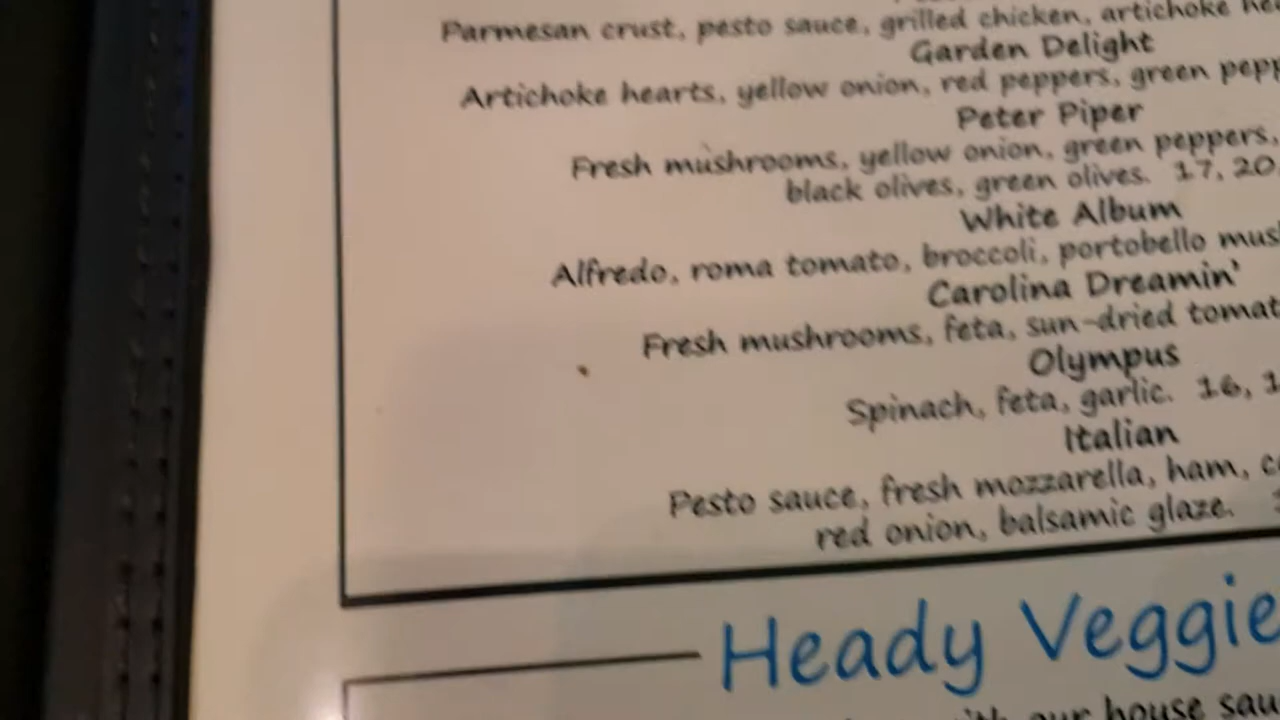 Parmesan crust, pesto sauce, grilled chicken, artichoke
Garden Delight
Artichoke hearts, yellow onion, red peppers, green
Peter Piper
Fresh mushrooms, yellow onion, green peppers,
black olives, green olives. 17, 20,
White Album
Alfredo, roma tomato, broccoli, portobello
Carolina Dreamin'
Fresh mushrooms, feta, sun-dried
Olympus
Spinach, feta, garlic. 16,
Italian
Pesto sauce, fresh mozzarella, ham,
red onion, balsamic glaze.
Heady Veggie
with our house